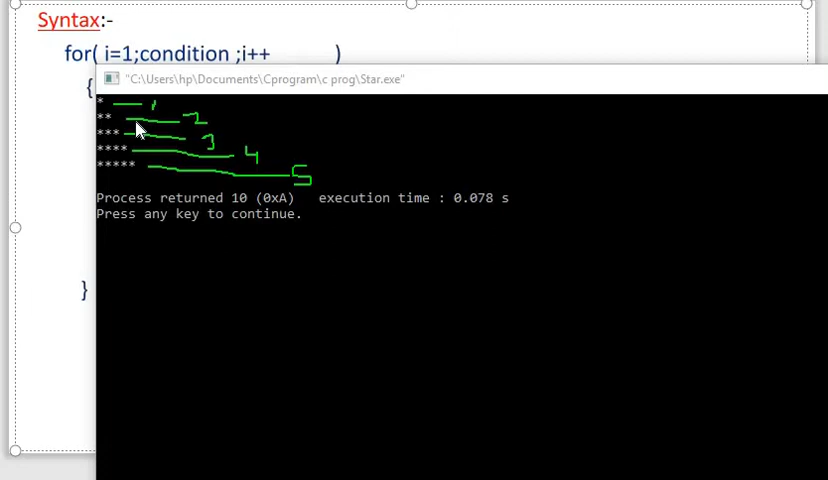 Syntax:-
for( i=1;condition ;i++ )
{
"C:\Users\hp\Documents\Cprogram\c prog\Star.exe"
* 1
** 2
*** 3
**** 4
***** 5
Process returned 10 (0xA) execution time : 0.078 s
Press any key to continue.
}